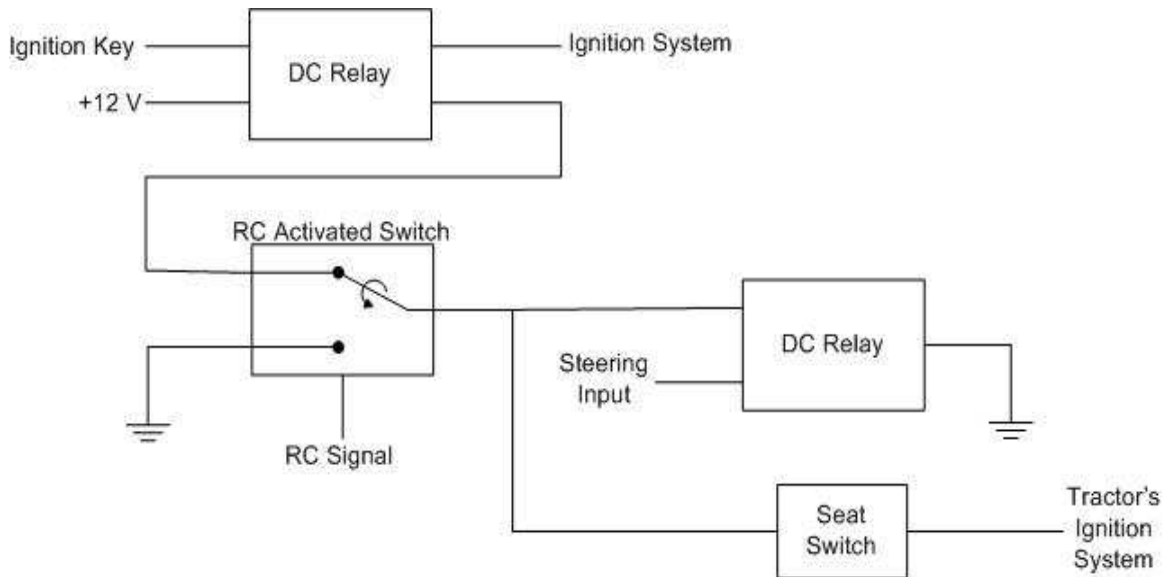 Ignition Key
DC Relay
Ignition System
+12 V
RC Activated Switch
DC Relay
Steering
Input
RC Signal
Seat
Switch
Tractor's
Ignition
System